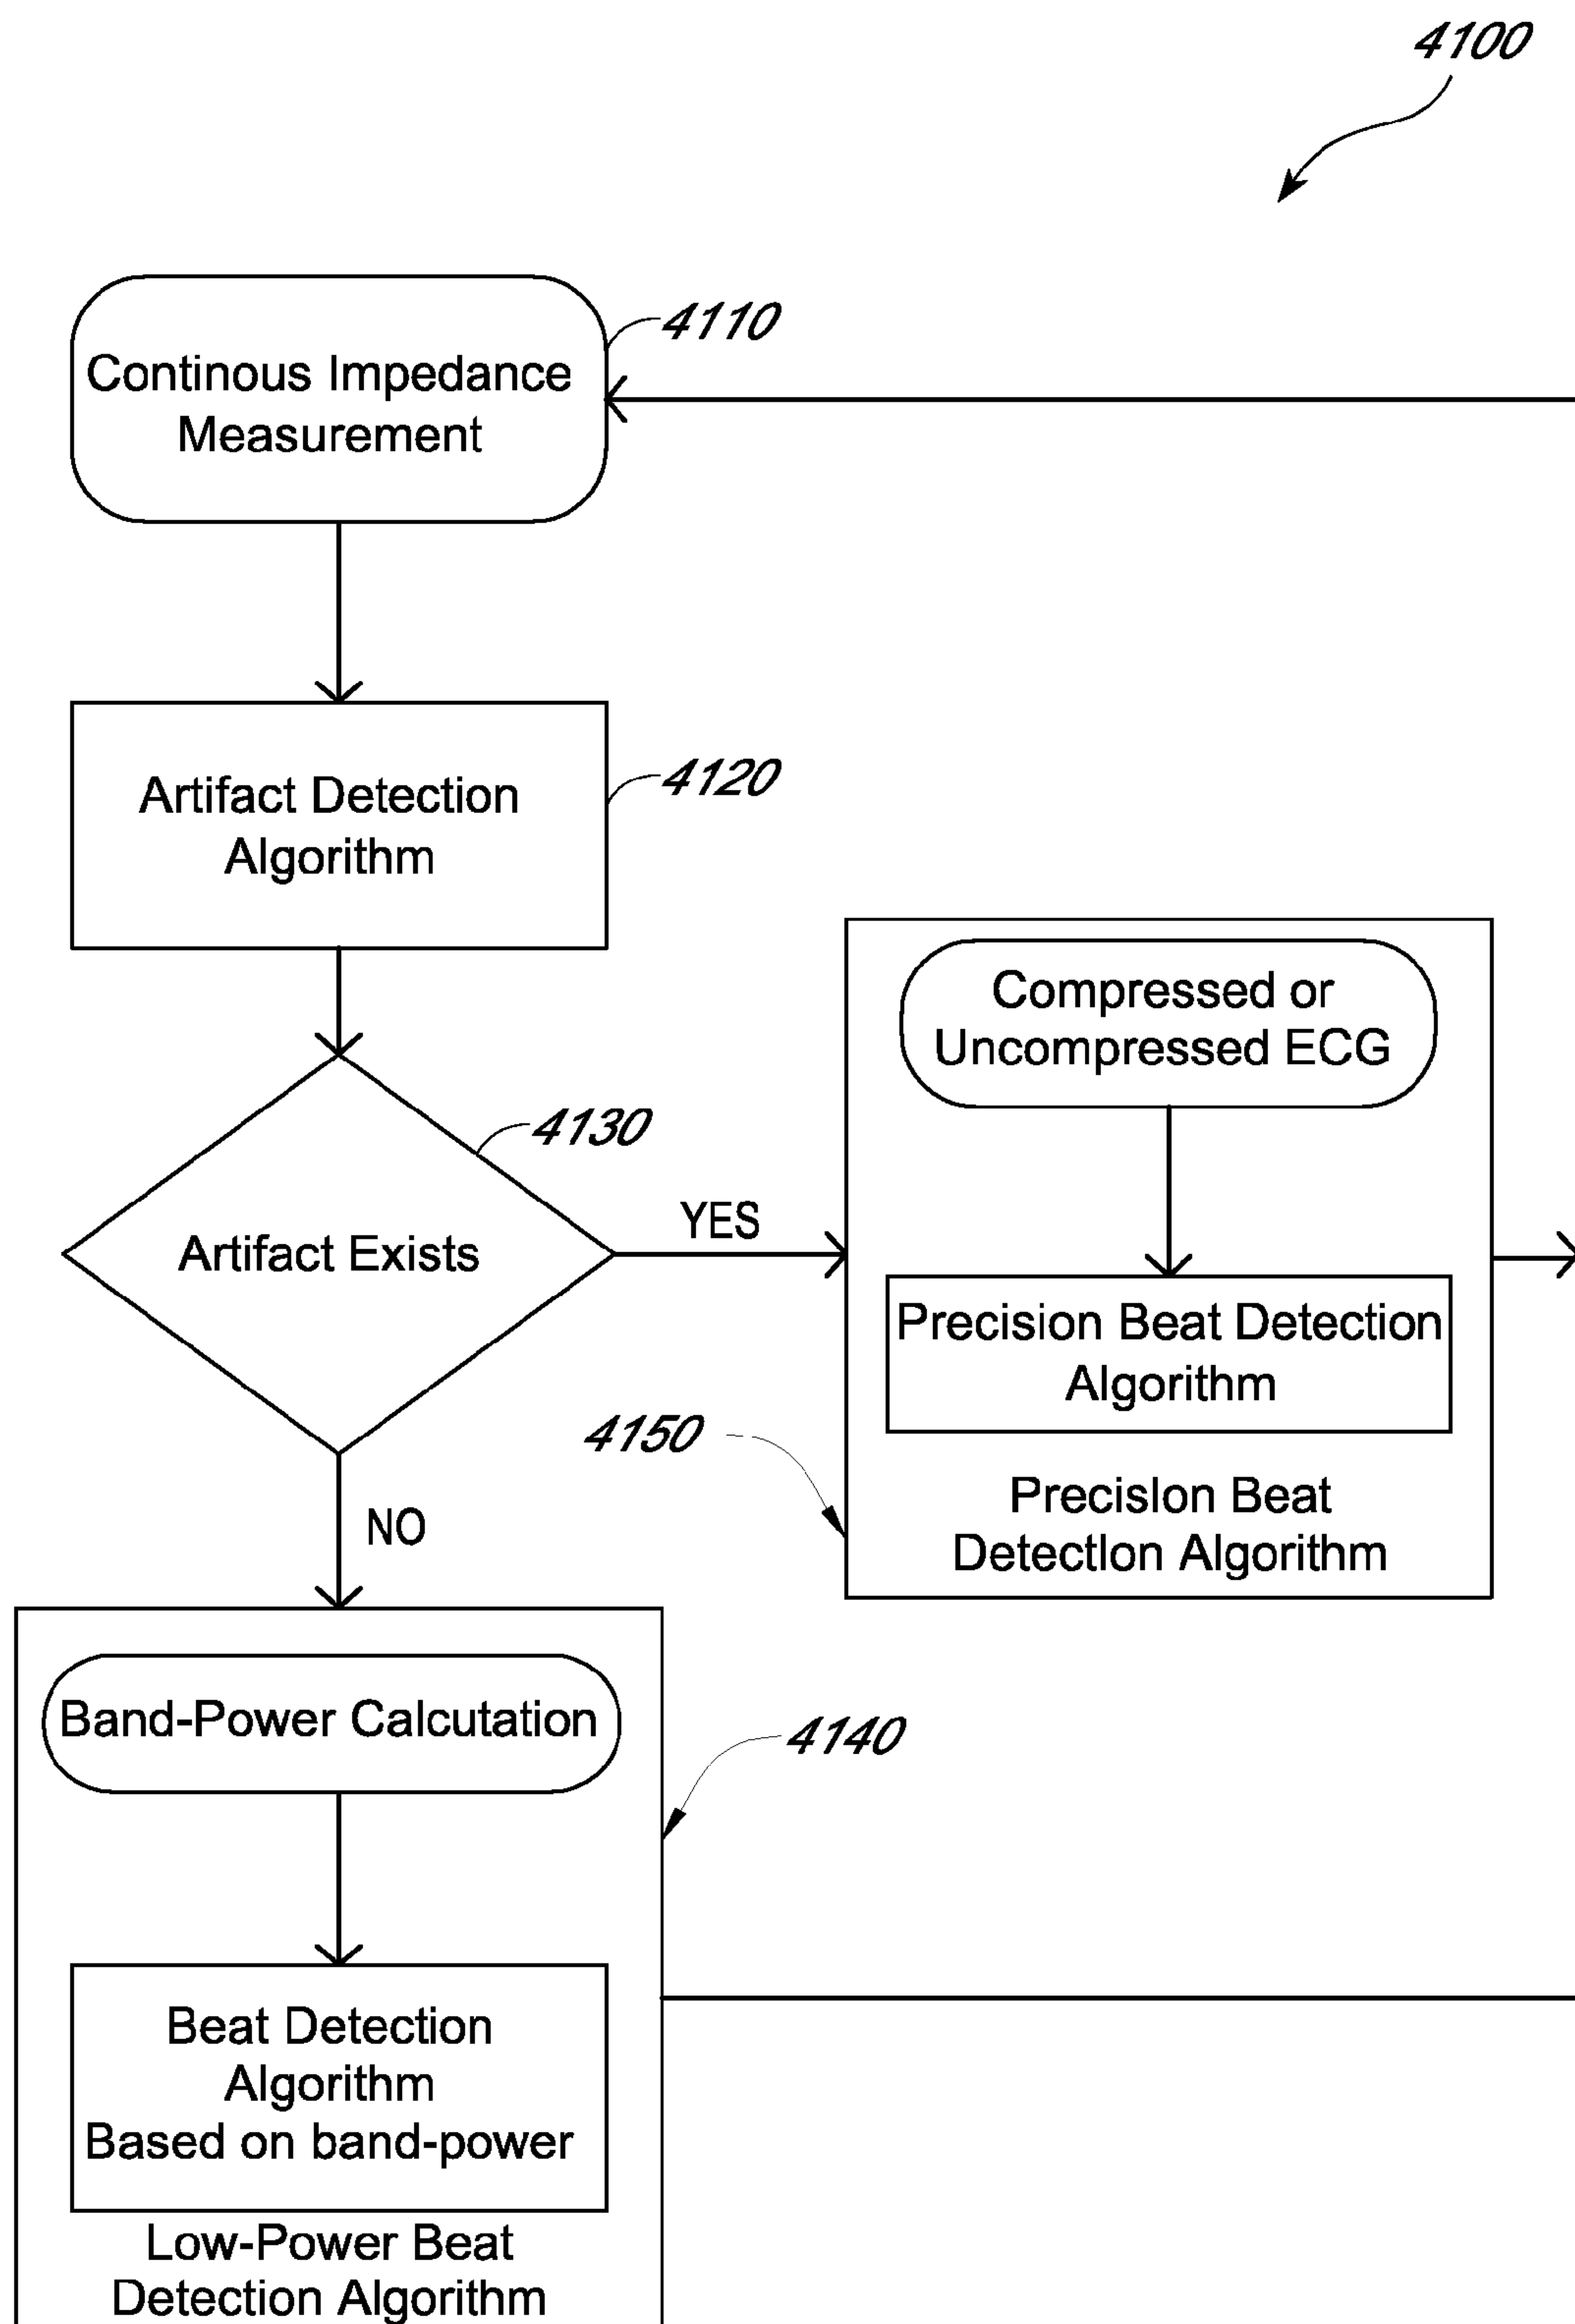 4100
4110
Continous Impedance
Measurement
4120
Artifact Detection
Algorithm
4130
Artifact Exists
YES
NO
Compressed or
Uncompressed ECG
Precision Beat Detection
Algorithm
4150
Precislon Beat
Detectlon Algorithm
Band-Power Calcutation
4140
Beat Detection
Algorithm
Based on band-power
Low-Power Beat
Detection Algorithm